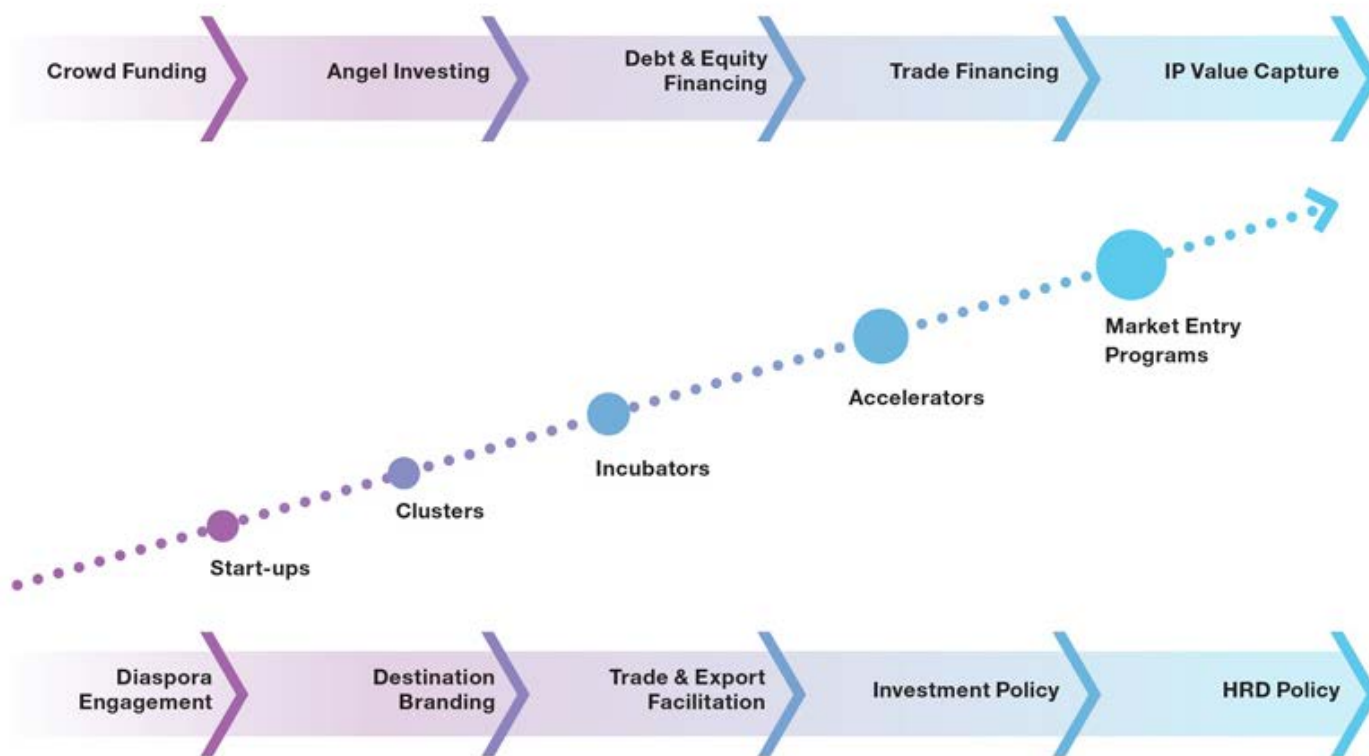 Crowd Funding
Angel Investing
Debt & Equity
Financing
Trade Financing
IP Value Capture
Market Entry
Programs
Accelerators
Incubators
Clusters
Start-ups
Diaspora
Engagement
Destination
Branding
Trade & Export
Facilitation
Investment Policy
HRD Policy